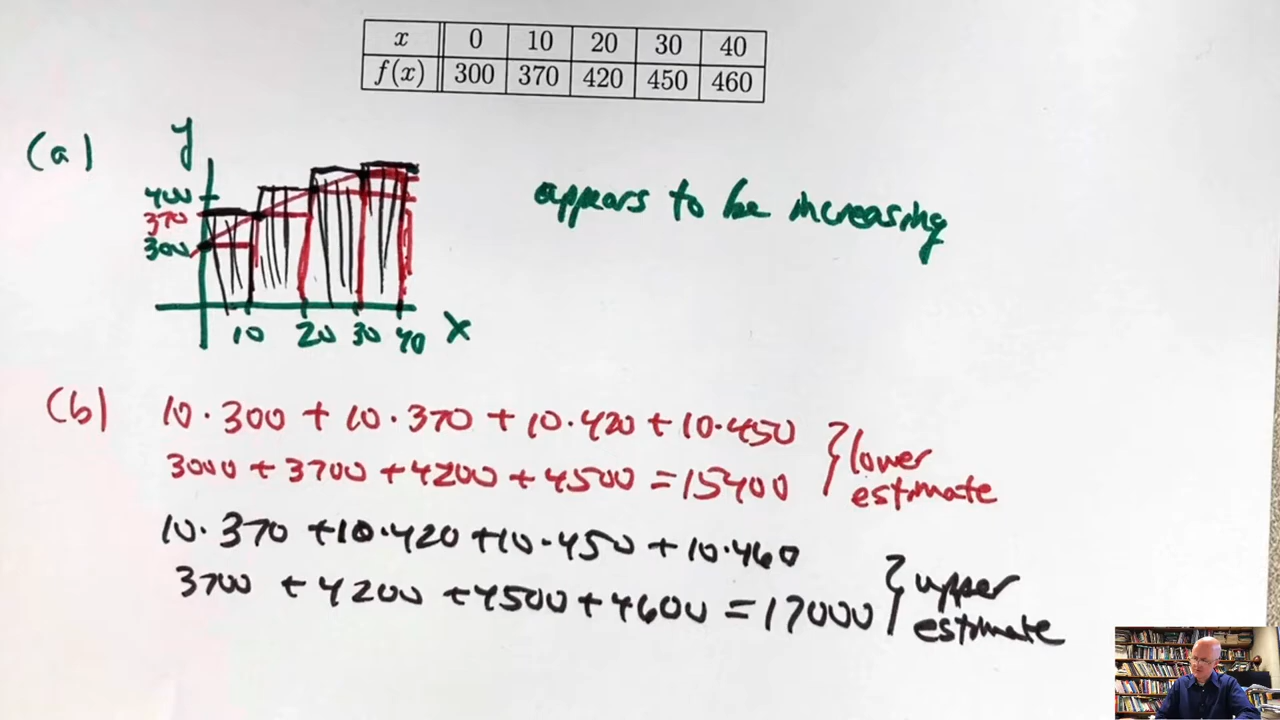 x 0 10 20 30 40
f(x) 300 370 420 450 460
(a) y
400
370
300
10 20 30 40 x
appears to be increasing
(b) 10·300 + 10·370 + 10·420 + 10·450
3000 + 3700 + 4200 + 4500 = 15400 } lower estimate
10·370 + 10·420 + 10·450 + 10·460
3700 + 4200 + 4500 + 4600 = 17000 } upper estimate